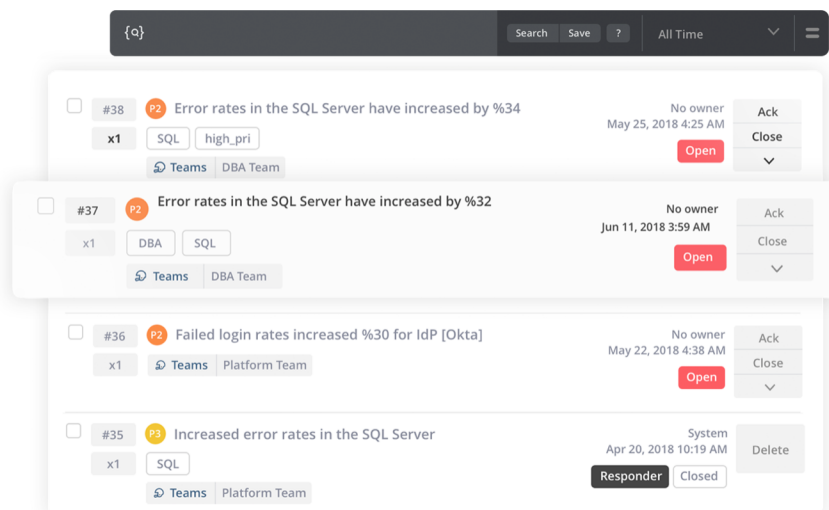 {Q}
Search Save ? All Time
#38 P2 Error rates in the SQL Server have increased by %34 No owner
May 25, 2018 4:25 AM
Ack
x1 SQL high_pri Open Close
Teams DBA Team
#37 P2 Error rates in the SQL Server have increased by %32 No owner
Jun 11, 2018 3:59 AM
Ack
x1 DBA SQL Open Close
Teams DBA Team
#36 P2 Failed login rates increased %30 for IdP [Okta] No owner
May 22, 2018 4:38 AM
Ack
x1 Teams Platform Team Open Close
#35 P3 Increased error rates in the SQL Server System
Apr 20, 2018 10:19 AM
Delete
x1 SQL Responder Closed
Teams Platform Team